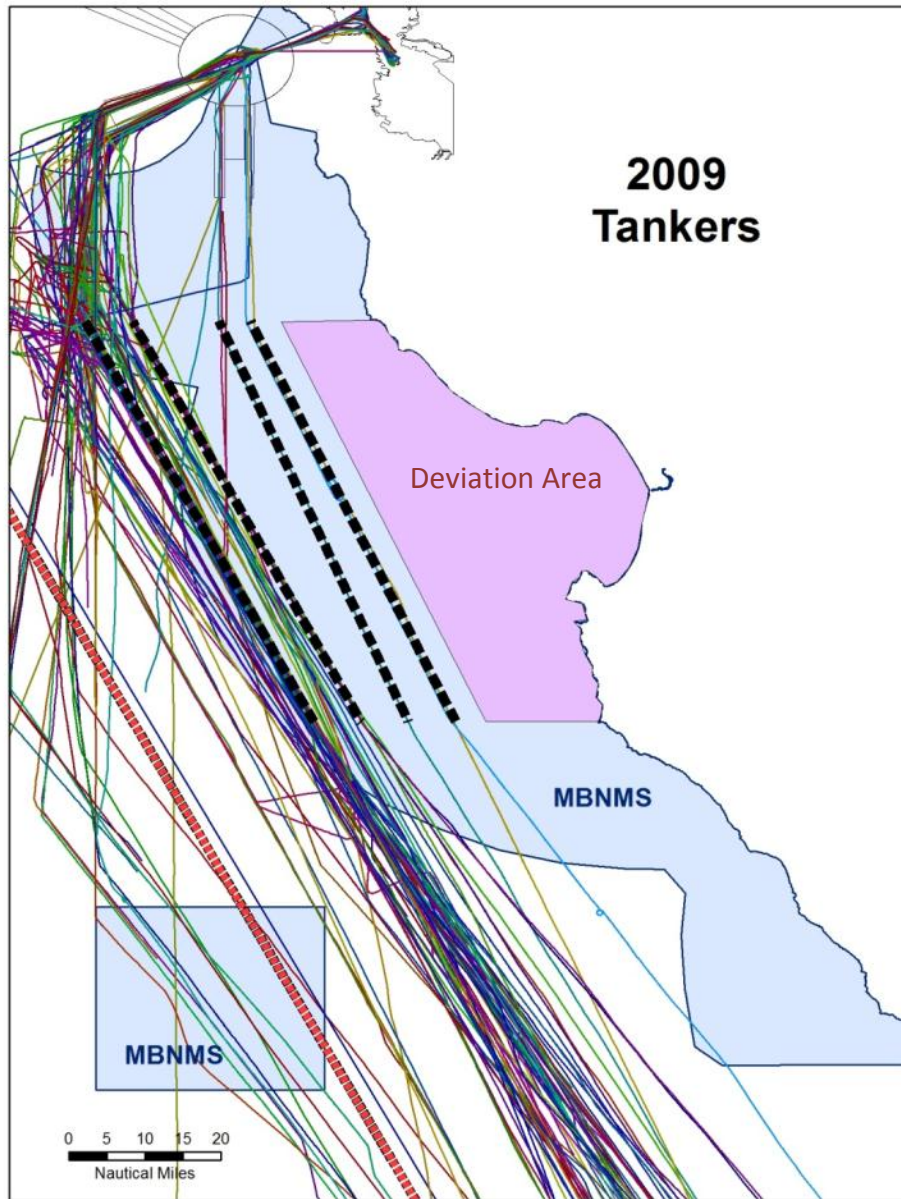 2009
Tankers
Deviation Area
MBNMS
MBNMS
0 5 10 15 20
Nautical Miles